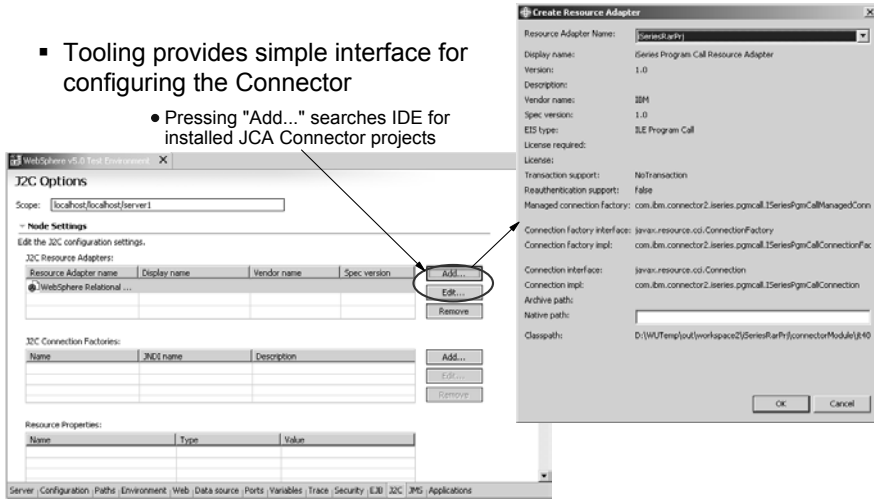 Tooling provides simple interface for
configuring the Connector
Pressing "Add..." searches IDE for
installed JCA Connector projects
WebSphere v5.0 Test Environment
J2C Options
Scope: localhost/localhost/server1
Node Settings
Edit the J2C configuration settings.
J2C Resource Adapters:
Resource Adapter name Display name Vendor name Spec version
WebSphere Relational ...
Add...
Edit...
Remove
J2C Connection Factories:
Name JNDI name Description
Add...
Edit...
Remove
Resource Properties:
Name Type Value
Server Configuration Paths Environment Web Data source Ports Variables Trace Security EJB J2C JMS Applications
Create Resource Adapter
Resource Adapter Name: iSeriesRarPrj
Display name: iSeries Program Call Resource Adapter
Version: 1.0
Description:
Vendor name: IBM
Spec version: 1.0
EIS type: ILE Program Call
License required:
License:
Transaction support: NoTransaction
Reauthentication support: false
Managed connection factory: com.ibm.connector2.iseries.pgmcall.ISeriesPgmCallManagedConn
Connection factory interface: javax.resource.cci.ConnectionFactory
Connection factory impl: com.ibm.connector2.iseries.pgmcall.ISeriesPgmCallConnectionFac
Connection interface: javax.resource.cci.Connection
Connection impl: com.ibm.connector2.iseries.pgmcall.ISeriesPgmCallConnection
Archive path:
Native path:
Classpath: D:\WUTemp\out\workspace2\iSeriesRarPrj\connectorModule\jt40
OK Cancel